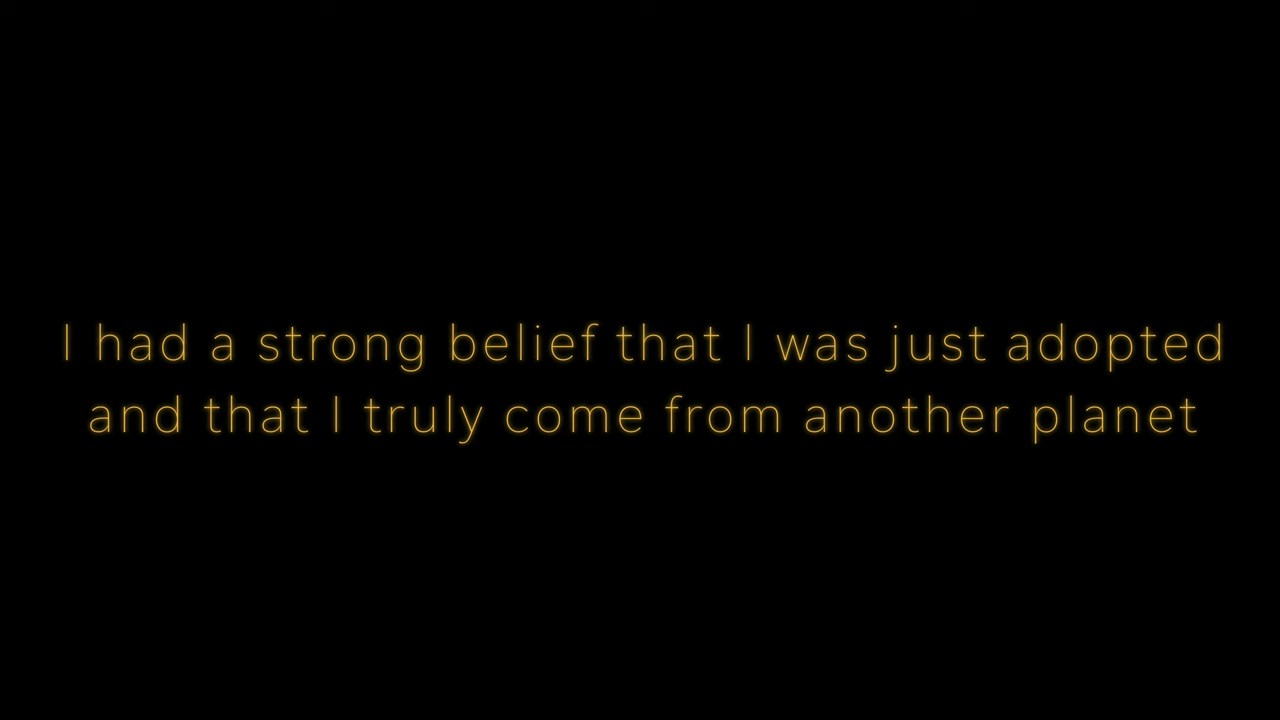 I had a strong belief that I was just adopted
and that I truly come from another planet